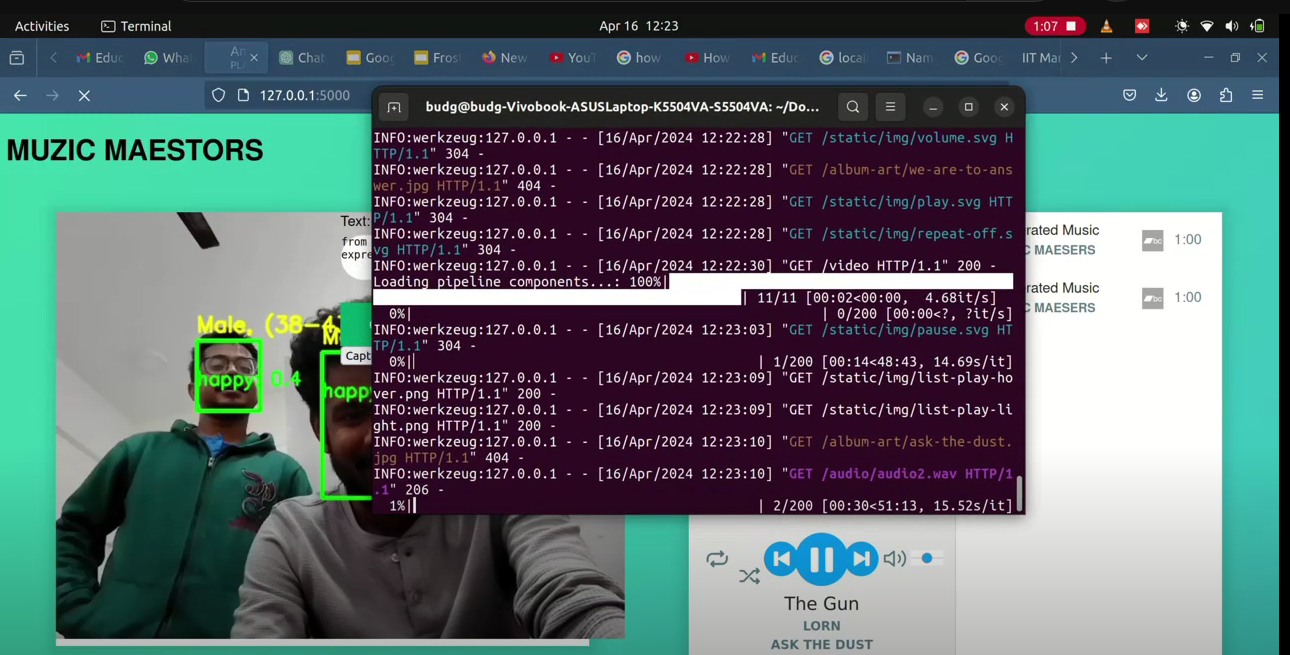 Activities
Terminal
Apr 16 12:23
1:07
Educ
Wha
An
PL
Chat
Goog
Frost
New
YouT
how
How
Educ
local
Nam
Goog
IIT Mar
127.0.0.1:5000
budg@budg-Vivobook-ASUSLaptop-K5504VA-S5504VA: ~/Do...
MUZIC MAESTORS
INFO:werkzeug:127.0.0.1 - - [16/Apr/2024 12:22:28] "GET /static/img/volume.svg H
TTP/1.1" 304 -
INFO:werkzeug:127.0.0.1 - - [16/Apr/2024 12:22:28] "GET /album-art/we-are-to-ans
wer.jpg HTTP/1.1" 404 -
INFO:werkzeug:127.0.0.1 - - [16/Apr/2024 12:22:28] "GET /static/img/play.svg HTT
P/1.1" 304 -
INFO:werkzeug:127.0.0.1 - - [16/Apr/2024 12:22:28] "GET /static/img/repeat-off.s
vg HTTP/1.1" 304 -
INFO:werkzeug:127.0.0.1 - - [16/Apr/2024 12:22:30] "GET /video HTTP/1.1" 200 -
Loading pipeline components...: 100%|
| 11/11 [00:02<00:00, 4.68it/s]
0%| | 0/200 [00:00<?, ?it/s]
INFO:werkzeug:127.0.0.1 - - [16/Apr/2024 12:23:03] "GET /static/img/pause.svg HT
TP/1.1" 304 -
0%| | 1/200 [00:14<48:43, 14.69s/it]
INFO:werkzeug:127.0.0.1 - - [16/Apr/2024 12:23:09] "GET /static/img/list-play-ho
ver.png HTTP/1.1" 200 -
INFO:werkzeug:127.0.0.1 - - [16/Apr/2024 12:23:09] "GET /static/img/list-play-li
ght.png HTTP/1.1" 200 -
INFO:werkzeug:127.0.0.1 - - [16/Apr/2024 12:23:10] "GET /album-art/ask-the-dust.
jpg HTTP/1.1" 404 -
INFO:werkzeug:127.0.0.1 - - [16/Apr/2024 12:23:10] "GET /audio/audio2.wav HTTP/1
.1" 206 -
1%| | 2/200 [00:30<51:13, 15.52s/it]
Text:
from
expre
Male, (38-4
M
Capt
happy 0.4
happ
rated Music
C MAESERS
bc
1:00
rated Music
C MAESERS
bc
1:00
The Gun
LORN
ASK THE DUST